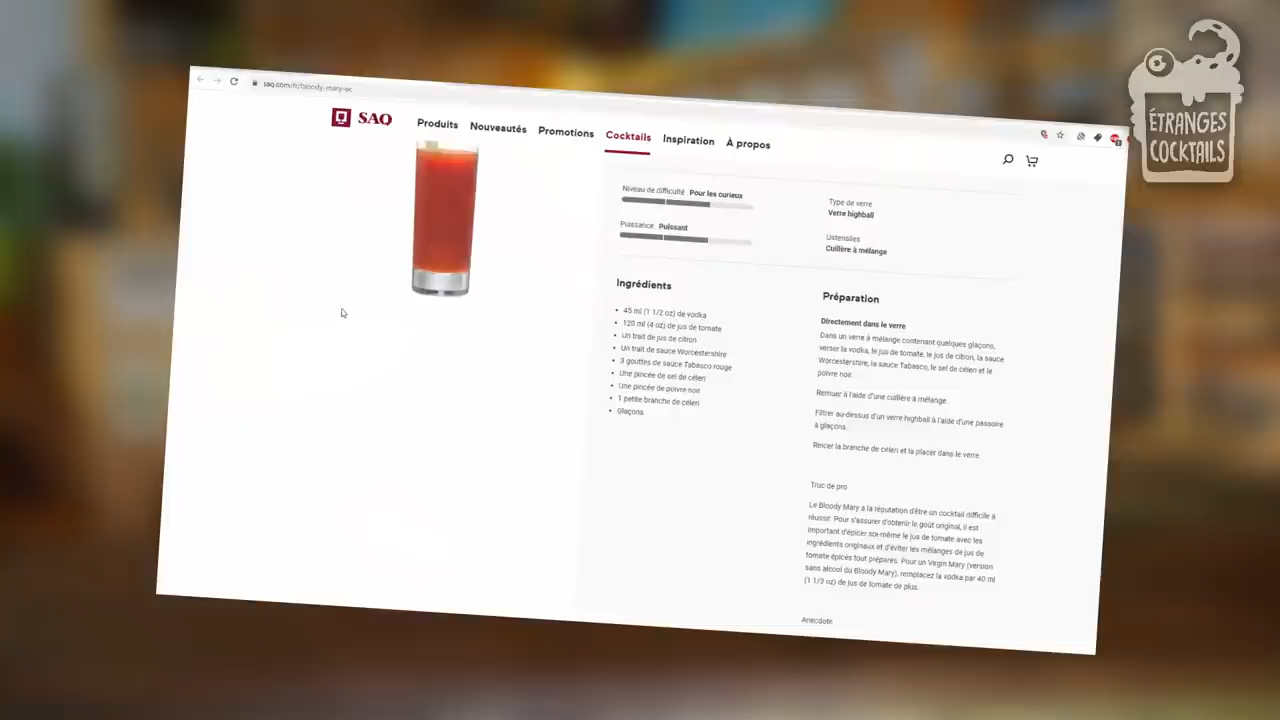 saq.com/fr/bloody-mary-ec
SAQ
Produits Nouveautés Promotions Cocktails Inspiration À propos
ÉTRANGES
COCKTAILS
Niveau de difficulté : Pour les curieux
Puissance : Puissant
Type de verre
Verre highball
Ustensiles
Cuillère à mélange
Ingrédients
45 ml (1 1/2 oz) de vodka
120 ml (4 oz) de jus de tomate
Un trait de jus de citron
Un trait de sauce Worcestershire
3 gouttes de sauce Tabasco rouge
Une pincée de sel de céleri
Une pincée de poivre noir
1 petite branche de céleri
Glaçons
Préparation
Directement dans le verre
Dans un verre à mélange contenant quelques glaçons,
verser la vodka, le jus de tomate, le jus de citron, la sauce
Worcestershire, la sauce Tabasco, le sel de céleri et le
poivre noir.
Remuer à l'aide d'une cuillère à mélange.
Filtrer au-dessus d'un verre highball à l'aide d'une passoire
à glaçons.
Rincer la branche de céleri et la placer dans le verre.
Truc de pro
Le Bloody Mary a la réputation d'être un cocktail difficile à
réussir. Pour s'assurer d'obtenir le goût original, il est
important d'épicer soi-même le jus de tomate avec les
ingrédients originaux et d'éviter les mélanges de jus de
tomate épicés tout préparés. Pour un Virgin Mary (version
sans alcool du Bloody Mary), remplacez la vodka par 40 ml
(1 1/3 oz) de jus de tomate de plus.
Anecdote